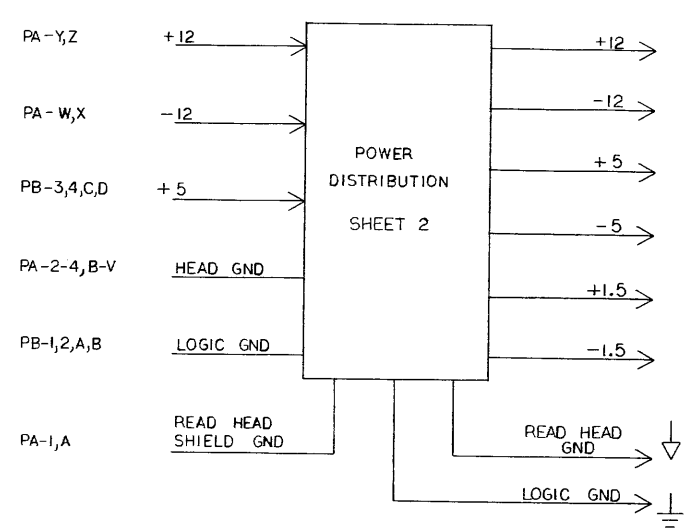 PA-Y,Z +12
PA-W,X -12
PB-3,4,C,D +5
PA-2-4,B-V HEAD GND
PB-1,2,A,B LOGIC GND
PA-1,A READ HEAD
SHIELD GND
POWER
DISTRIBUTION
SHEET 2
+12
-12
+5
-5
+1.5
-1.5
READ HEAD
GND
LOGIC GND